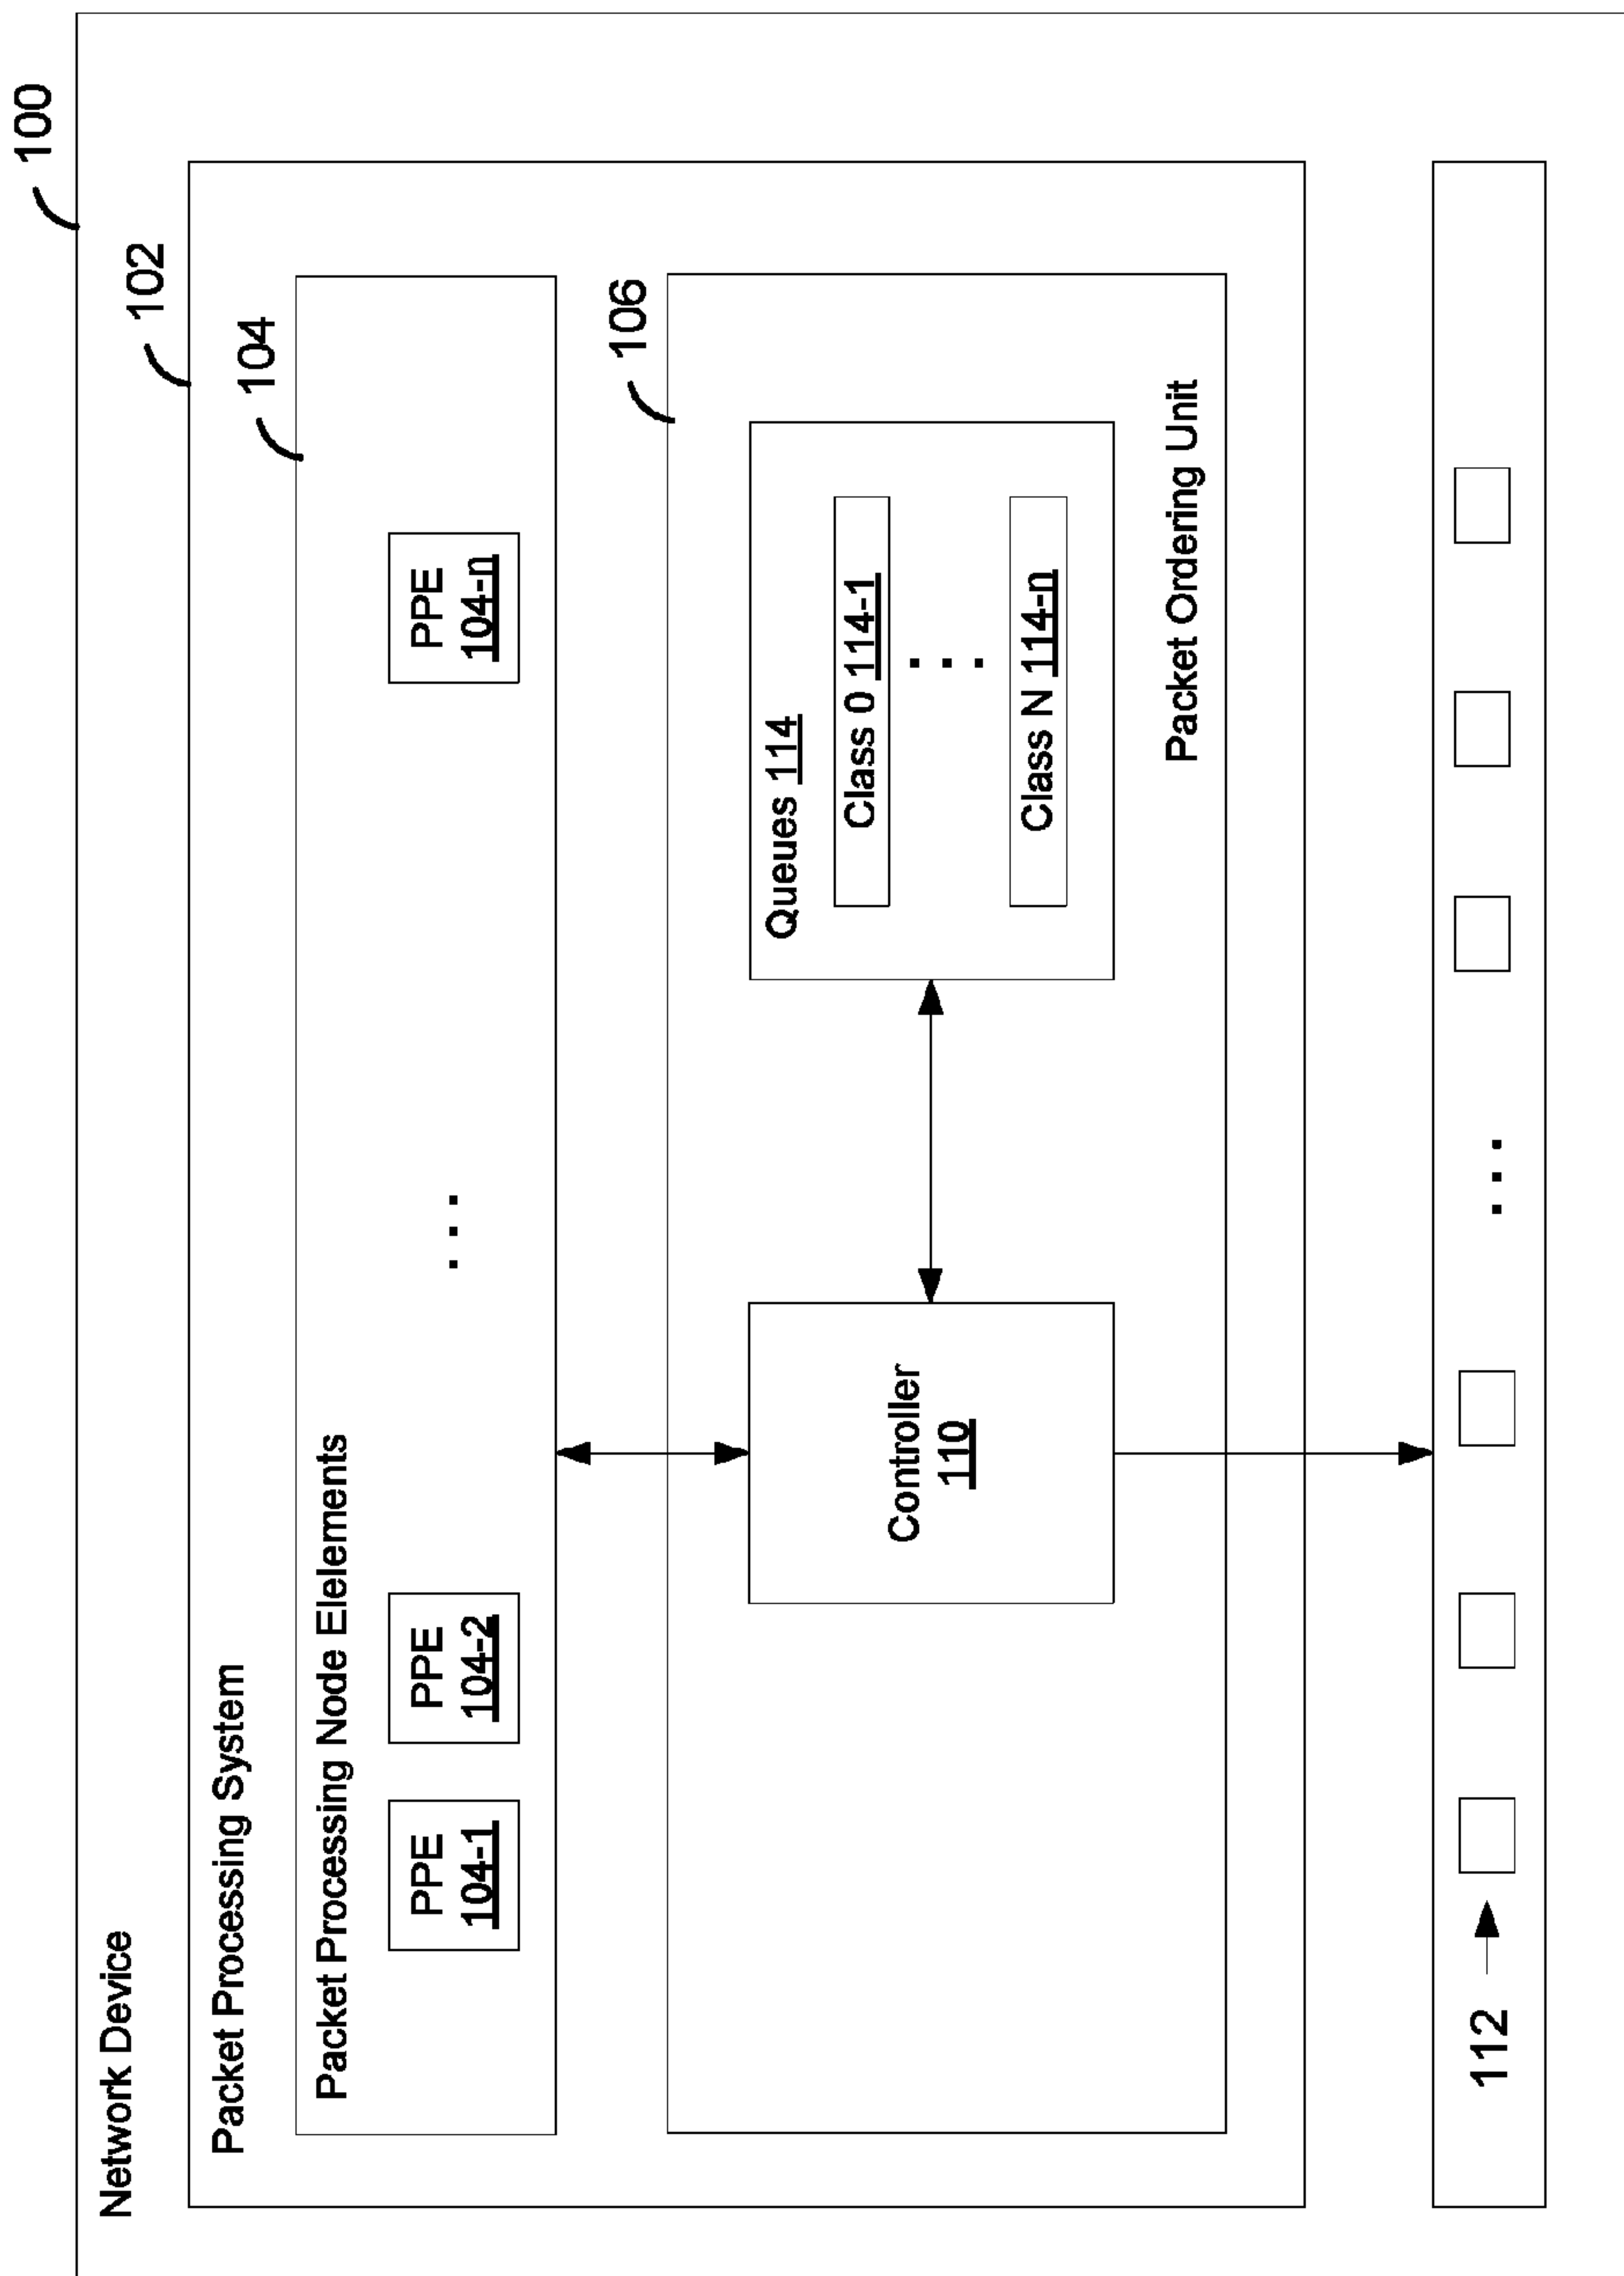 100
Network Device
102
Packet Processing System
104
Packet Processing Node Elelements
PPE
104-1
PPE
104-2
. . .
PPE
104-n
106
Controller
110
Queues 114
Class 0 114-1
. . .
Class N 114-n
Packet Ordering Unit
112
. . .